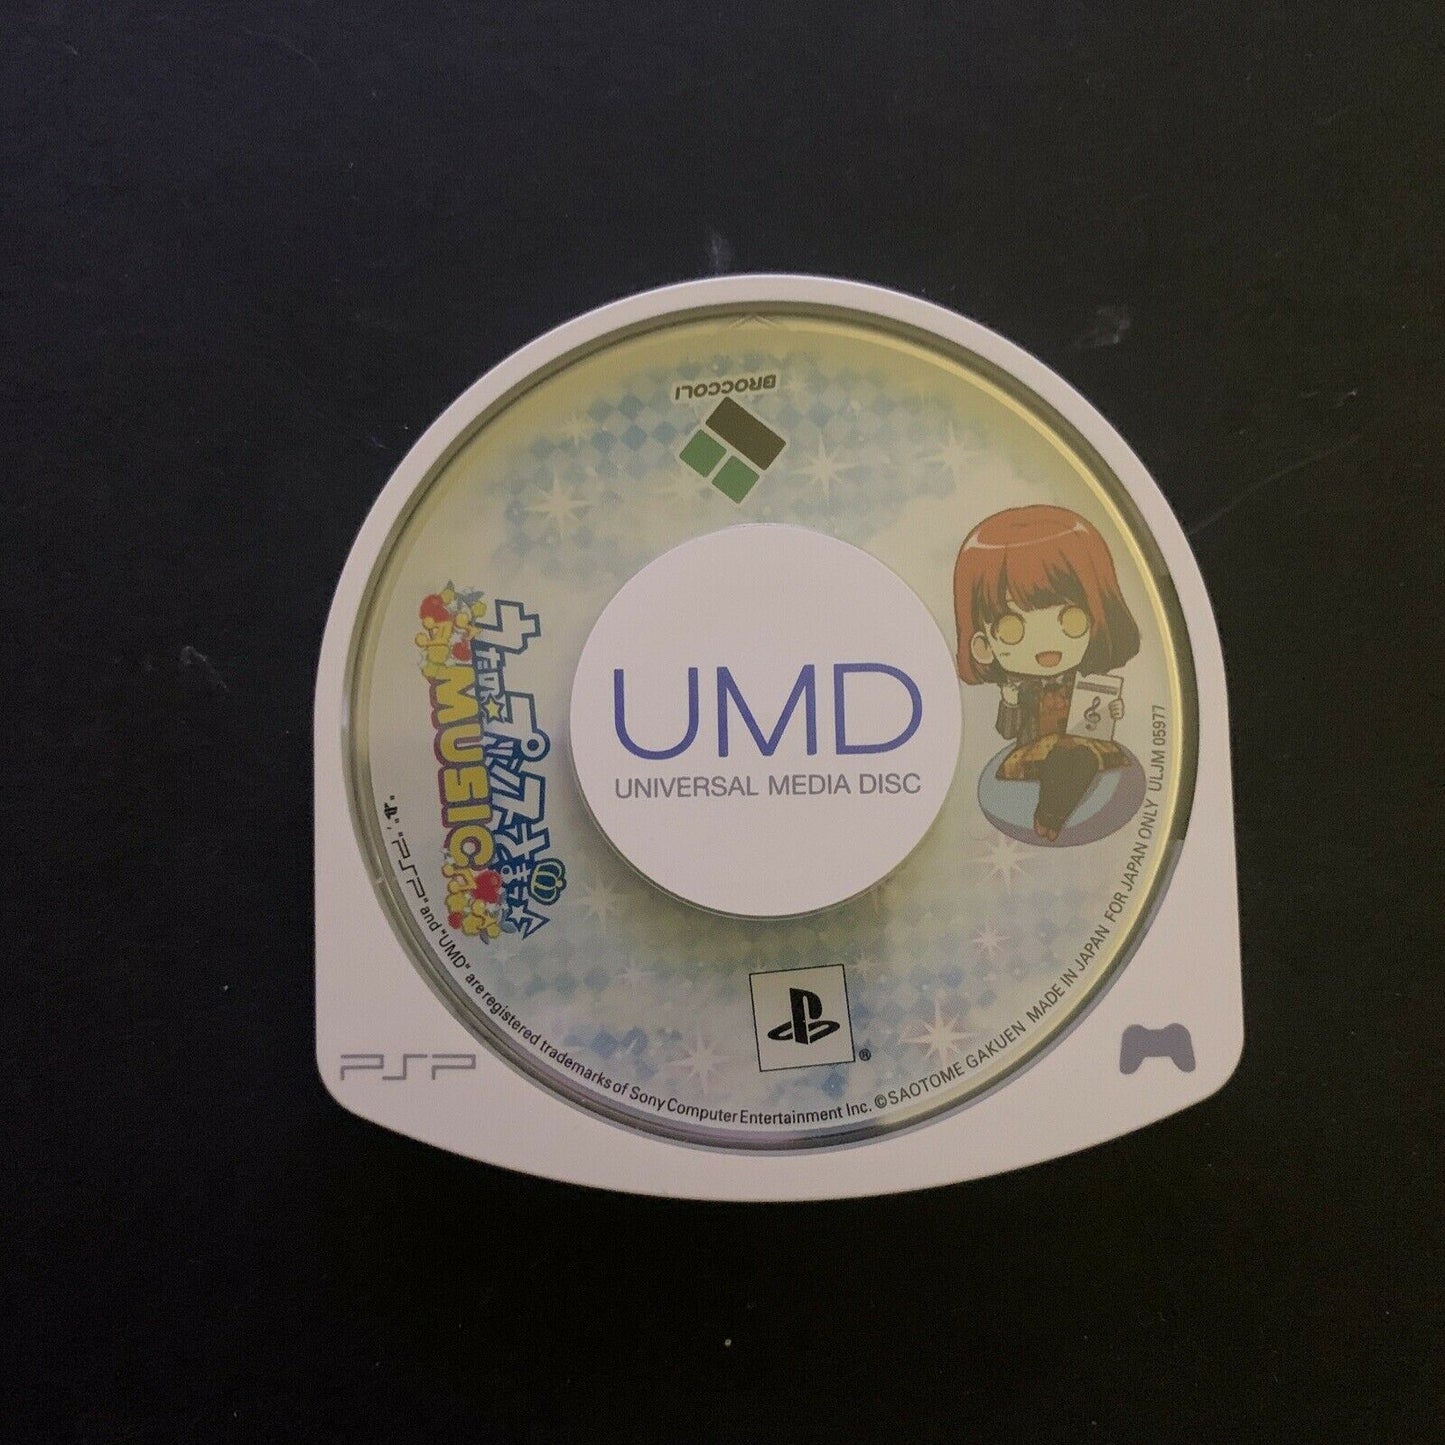 BROCCOLI
うたの☆プリンスさまっ♪
MUSIC
UMD
UNIVERSAL MEDIA DISC
PSP
"PSP" and "UMD" are registered trademarks of Sony Computer Entertainment Inc. ©SAOTOME GAKUEN MADE IN JAPAN FOR JAPAN ONLY ULJM 05977
®